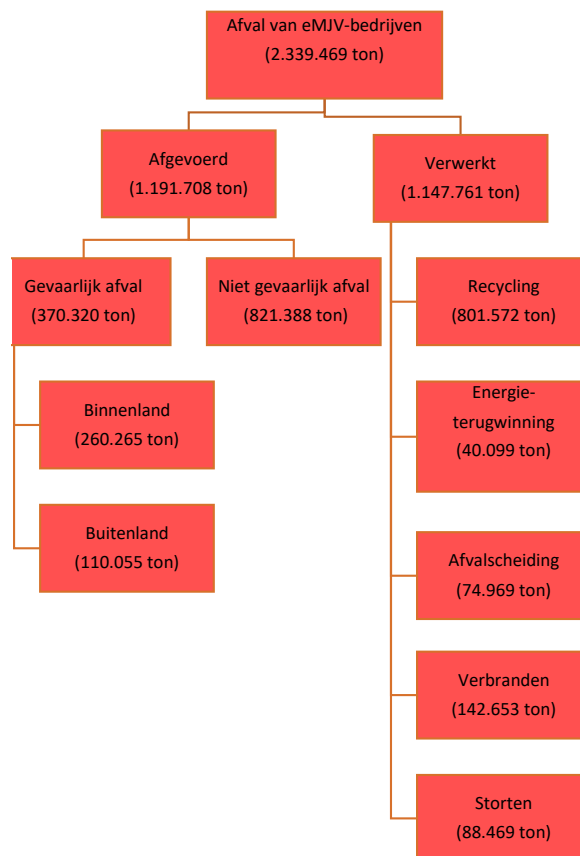 Afval van eMJV-bedrijven
(2.339.469 ton)
Afgevoerd
(1.191.708 ton)
Verwerkt
(1.147.761 ton)
Gevaarlijk afval
(370.320 ton)
Niet gevaarlijk afval
(821.388 ton)
Binnenland
(260.265 ton)
Buitenland
(110.055 ton)
Recycling
(801.572 ton)
Energie-
terugwinning
(40.099 ton)
Afvalscheiding
(74.969 ton)
Verbranden
(142.653 ton)
Storten
(88.469 ton)